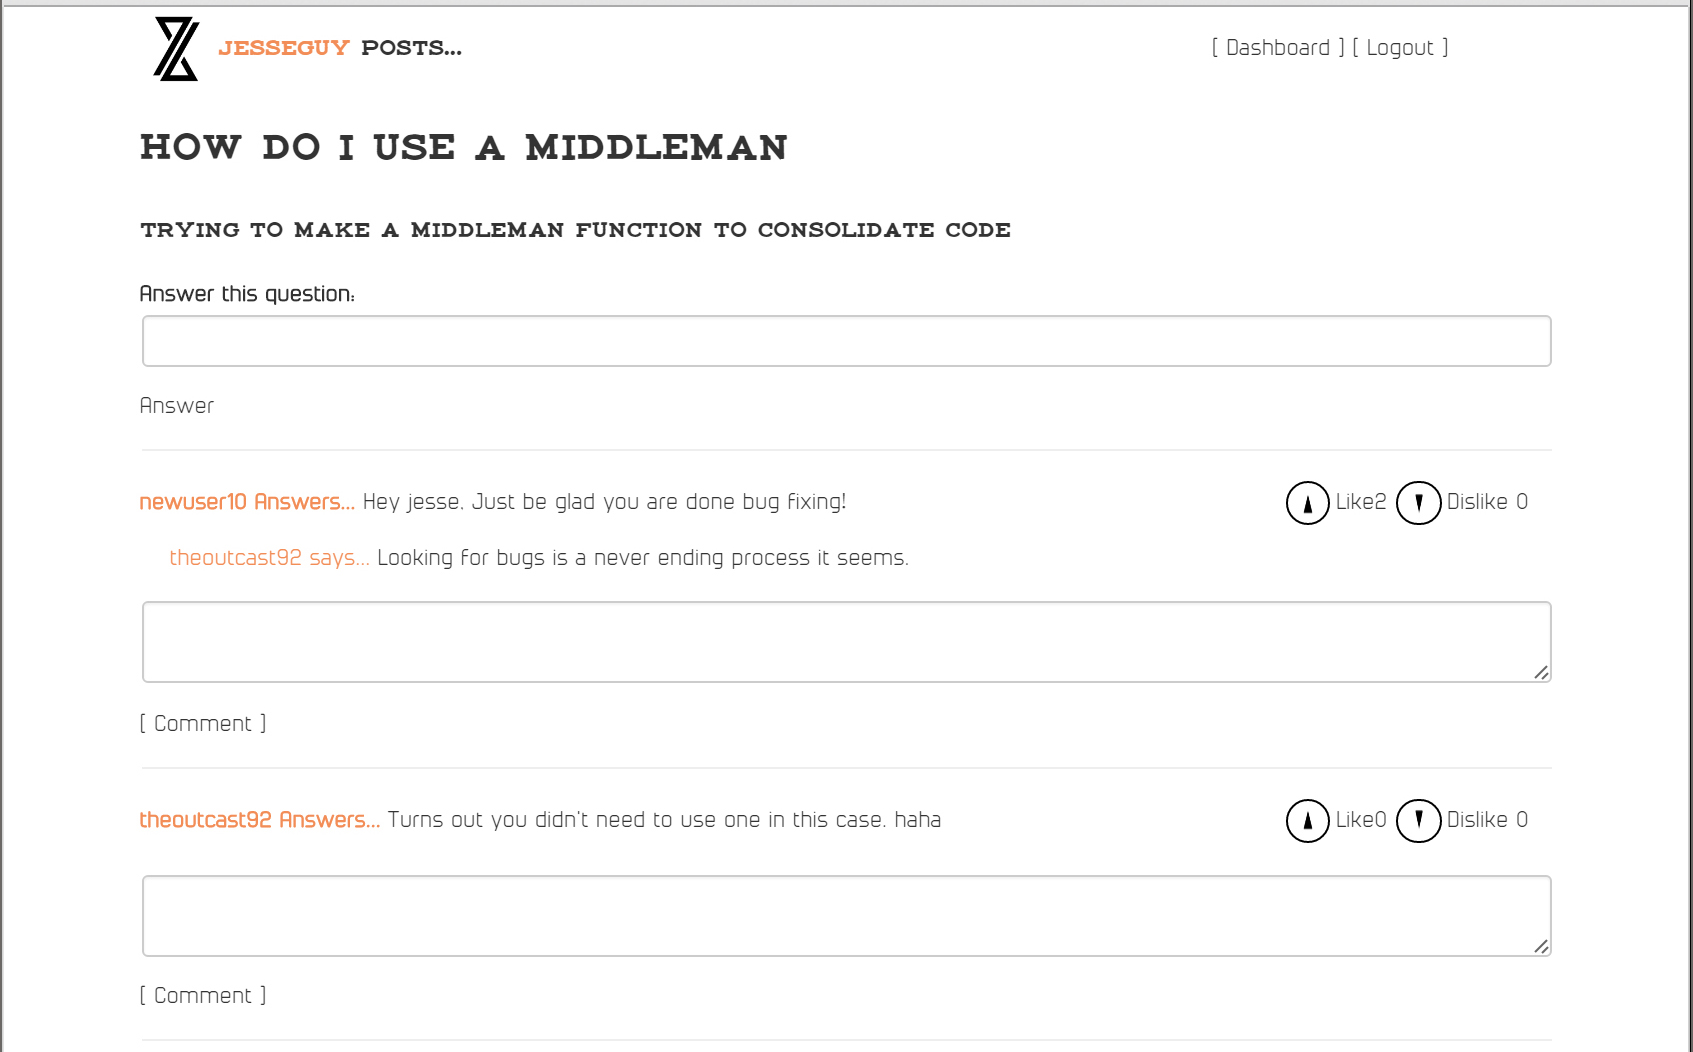 JESSEGUY POSTS... [ Dashboard ] [ Logout ]
HOW DO I USE A MIDDLEMAN
TRYING TO MAKE A MIDDLEMAN FUNCTION TO CONSOLIDATE CODE
Answer this question:
Answer
newuser10 Answers... Hey jesse. Just be glad you are done bug fixing! Like2 Dislike 0
theoutcast92 says... Looking for bugs is a never ending process it seems.
[ Comment ]
theoutcast92 Answers... Turns out you didn't need to use one in this case. haha Like0 Dislike 0
[ Comment ]